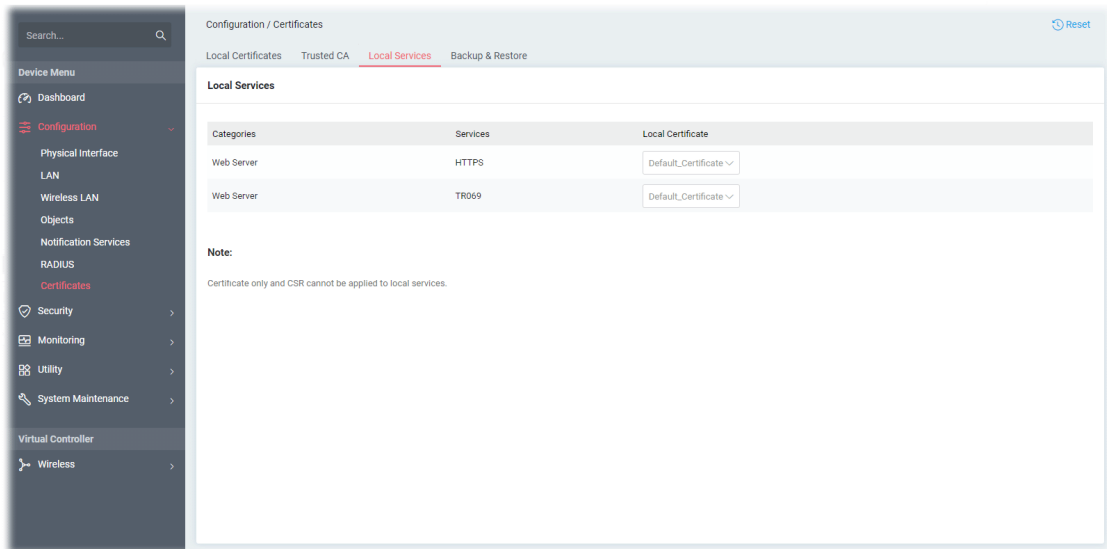 Search...
Device Menu
Dashboard
Configuration
Physical Interface
LAN
Wireless LAN
Objects
Notification Services
RADIUS
Certificates
Security
Monitoring
Utility
System Maintenance
Virtual Controller
Wireless
Configuration / Certificates
Reset
Local Certificates Trusted CA Local Services Backup & Restore
Local Services
Categories Services Local Certificate
Web Server HTTPS Default_Certificate
Web Server TR069 Default_Certificate
Note:
Certificate only and CSR cannot be applied to local services.